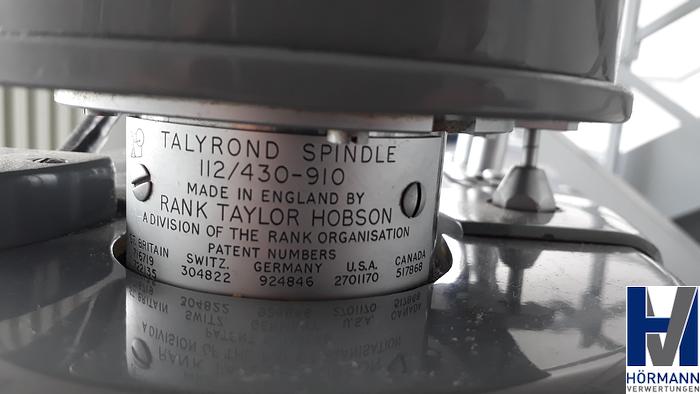 TALYROND SPINDLE
112/430-910
MADE IN ENGLAND BY
RANK TAYLOR HOBSON
A DIVISION OF THE RANK ORGANISATION
PATENT NUMBERS
BRITAIN SWITZ. GERMANY U.S.A. CANADA
304822 924846 2701170 517868
HÖRMANN
VERWERTUNGEN